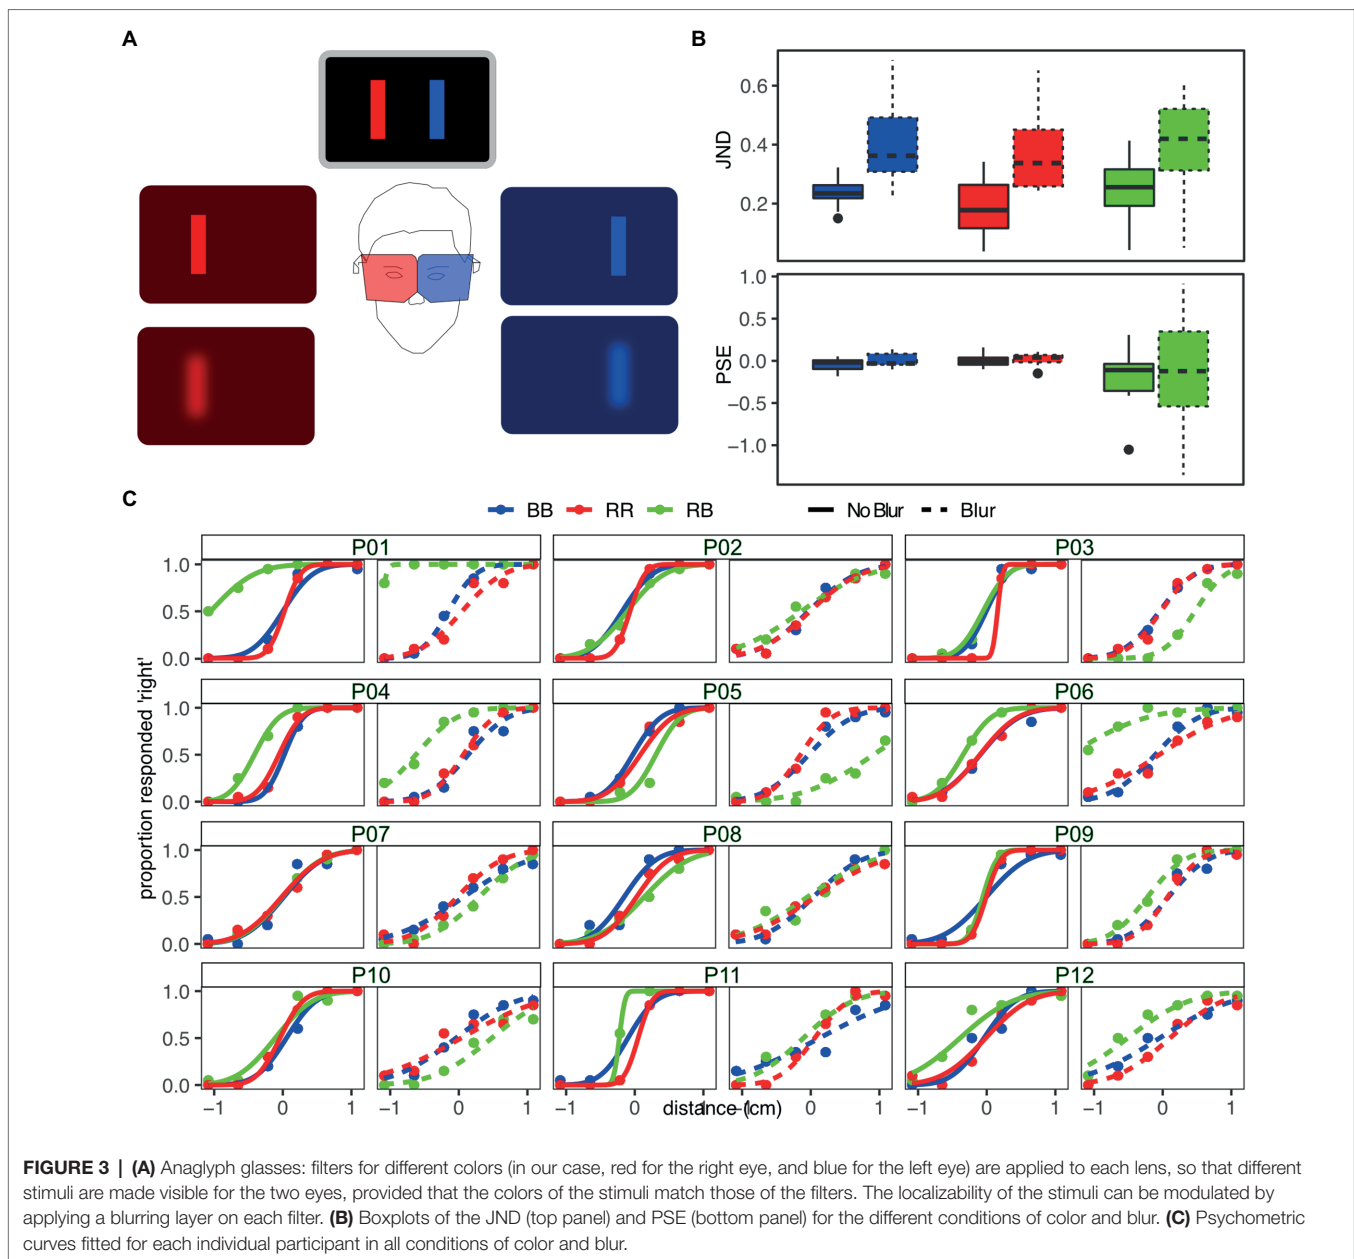 A
B
0.6
0.4
0.2
JND
1.0
0.5
0.0
−0.5
−1.0
PSE
C
BB RR RB No Blur Blur
P01 P02 P03
1.0
0.5
0.0
P04 P05 P06
1.0
0.5
0.0
P07 P08 P09
1.0
0.5
0.0
P10 P11 P12
1.0
0.5
0.0
proportion responded 'right'
−1 0 1 −1 0 1 −1 0 1 −1 0 1 −1 0 1 −1 0 1
distance (cm)
FIGURE 3 | (A) Anaglyph glasses: filters for different colors (in our case, red for the right eye, and blue for the left eye) are applied to each lens, so that different
stimuli are made visible for the two eyes, provided that the colors of the stimuli match those of the filters. The localizability of the stimuli can be modulated by
applying a blurring layer on each filter. (B) Boxplots of the JND (top panel) and PSE (bottom panel) for the different conditions of color and blur. (C) Psychometric
curves fitted for each individual participant in all conditions of color and blur.